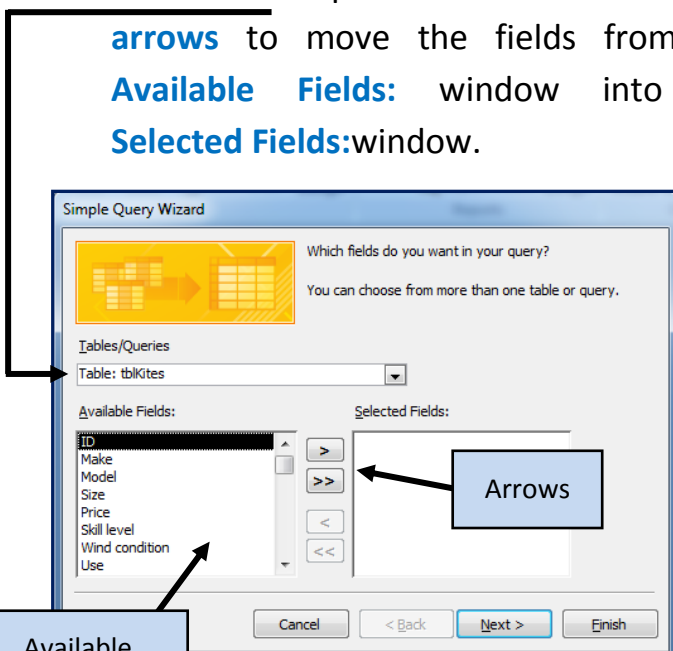 arrows to move the fields from
Available Fields: window into
Selected Fields:window.
Simple Query Wizard
Which fields do you want in your query?
You can choose from more than one table or query.
Tables/Queries
Table: tblKites
Available Fields:
Selected Fields:
ID
Make
Model
Size
Price
Skill level
Wind condition
Use
>
>>
<
<<
Arrows
Available
Cancel
< Back
Next >
Finish